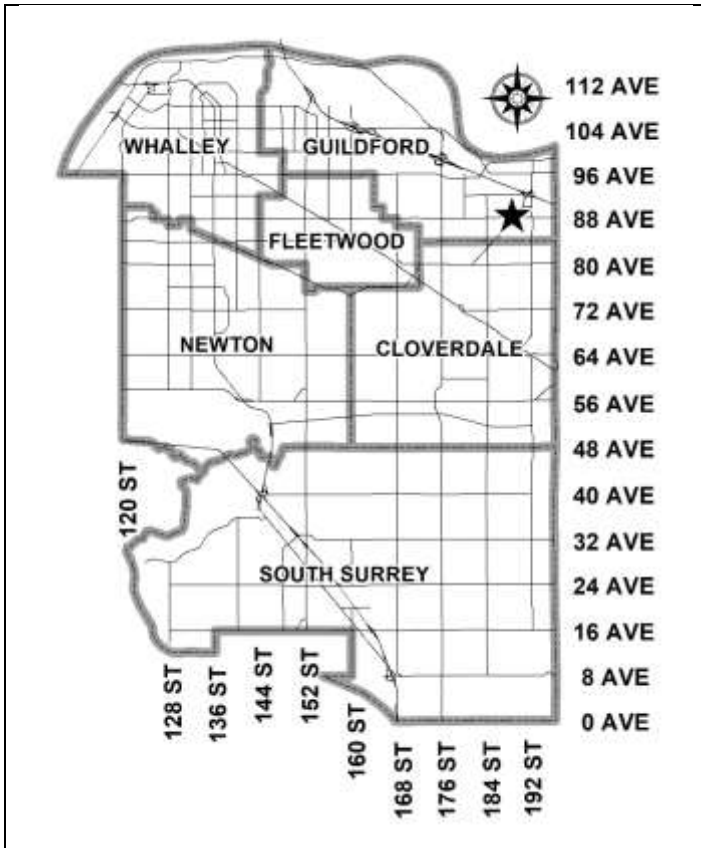 112 AVE
104 AVE
WHALLEY
GUILDFORD
96 AVE
88 AVE
FLEETWOOD
80 AVE
72 AVE
NEWTON
CLOVERDALE
64 AVE
56 AVE
48 AVE
120 ST
40 AVE
32 AVE
SOUTH SURREY
24 AVE
16 AVE
8 AVE
0 AVE
128 ST
136 ST
144 ST
152 ST
160 ST
168 ST
176 ST
184 ST
192 ST